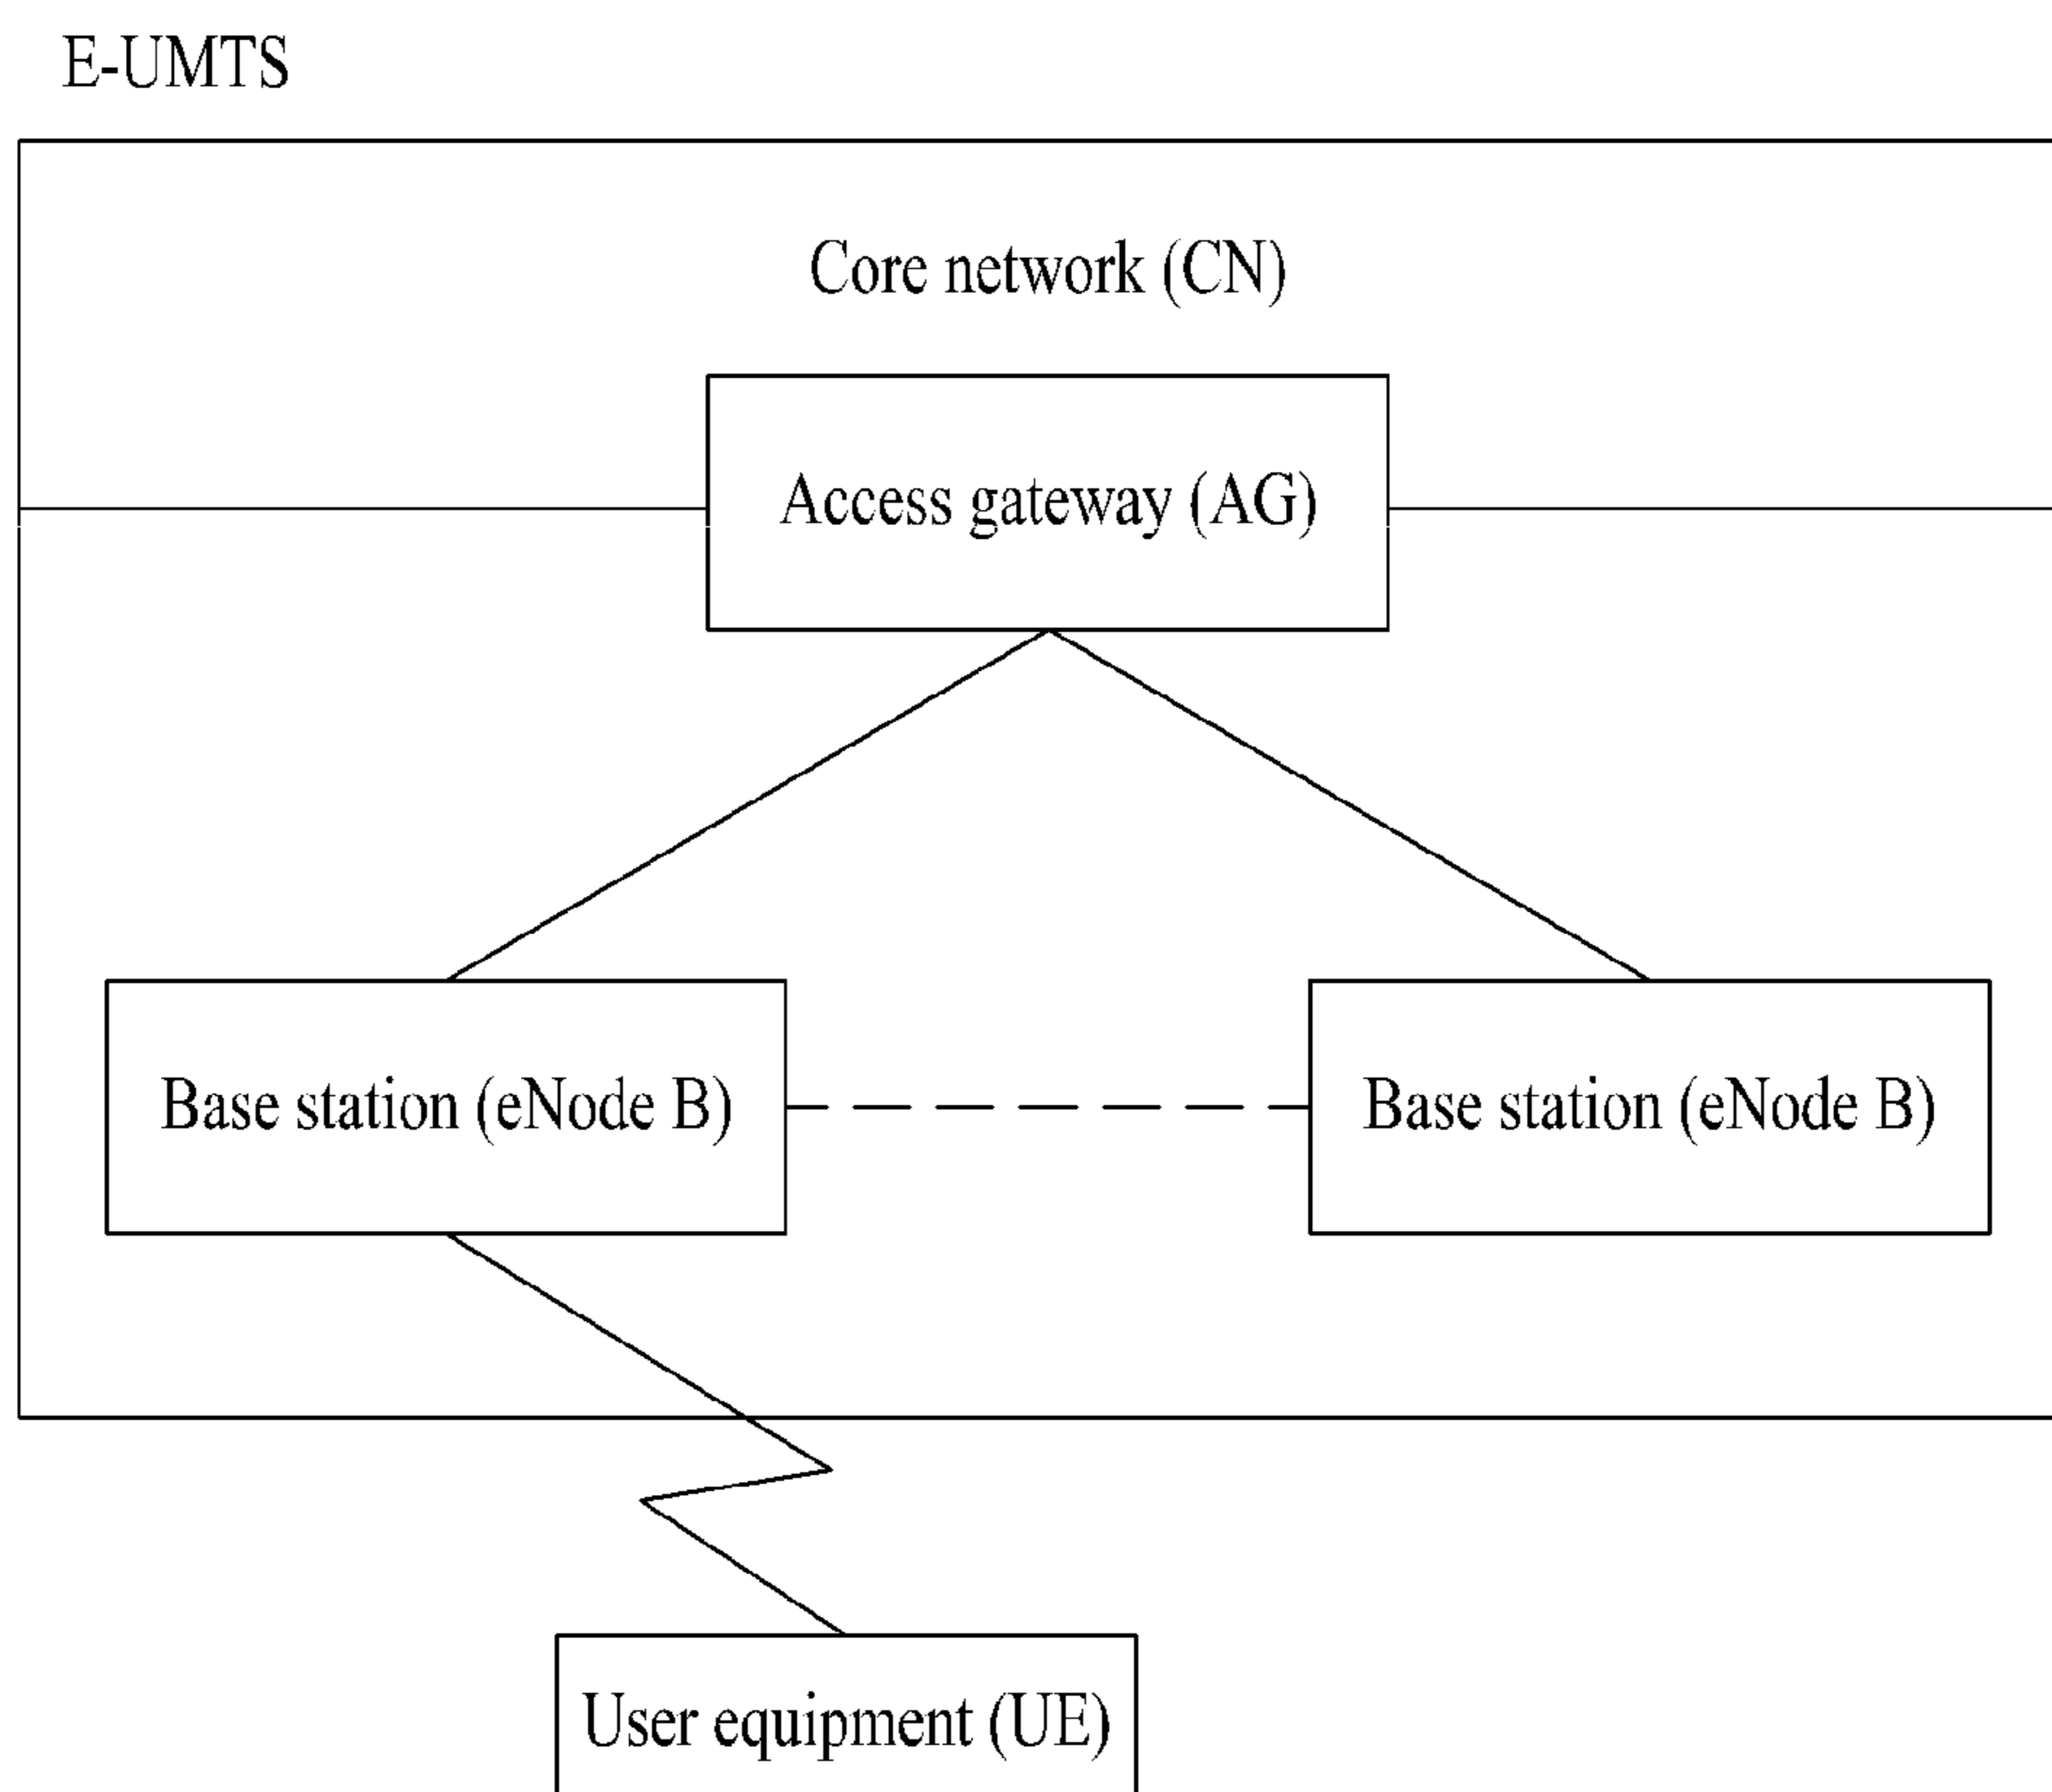 E-UMTS
Core network (CN)
Access gateway (AG)
Base station (eNode B)
Base station (eNode B)
User equipment (UE)